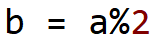 b = a%2